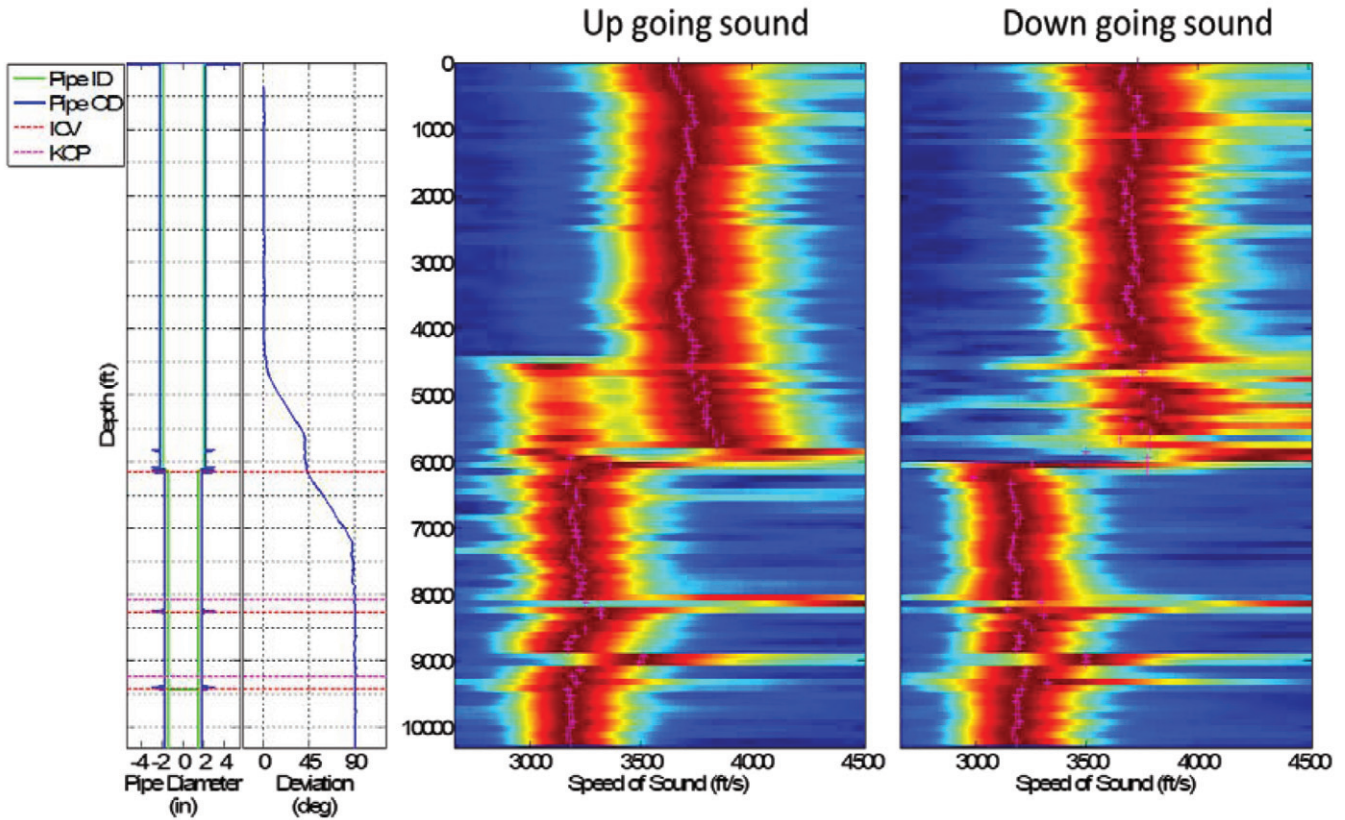 Up going sound
Down going sound
Pipe ID
Pipe OD
ICV
KOP
Depth (ft)
0
1000
2000
3000
4000
5000
6000
7000
8000
9000
10000
-4 -2 0 2 4
Pipe Diameter
(in)
0 45 90
Deviation
(deg)
3000 3500 4000 4500
Speed of Sound (ft/s)
3000 3500 4000 4500
Speed of Sound (ft/s)